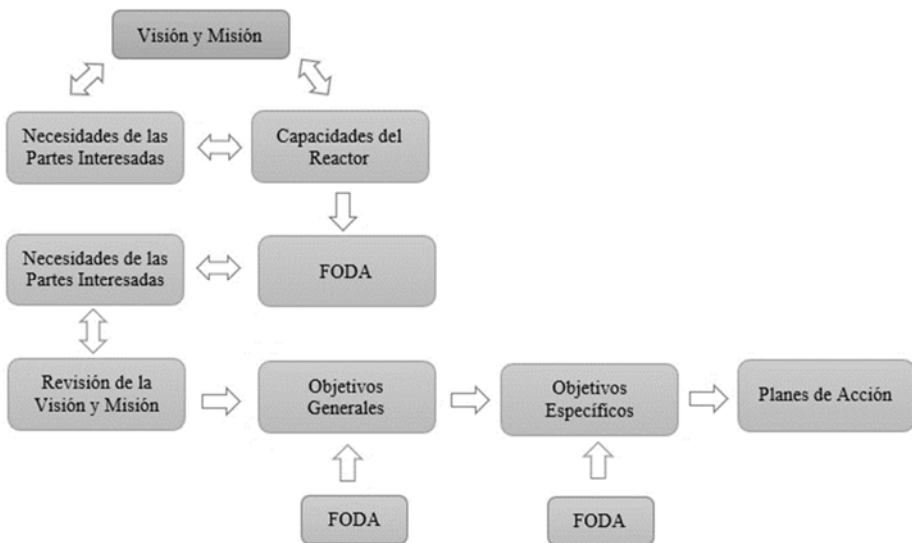 Visión y Misión
Necesidades de las
Partes Interesadas
Capacidades del
Reactor
Necesidades de las
Partes Interesadas
FODA
Revisión de la
Visión y Misión
Objetivos
Generales
Objetivos
Específicos
Planes de Acción
FODA
FODA